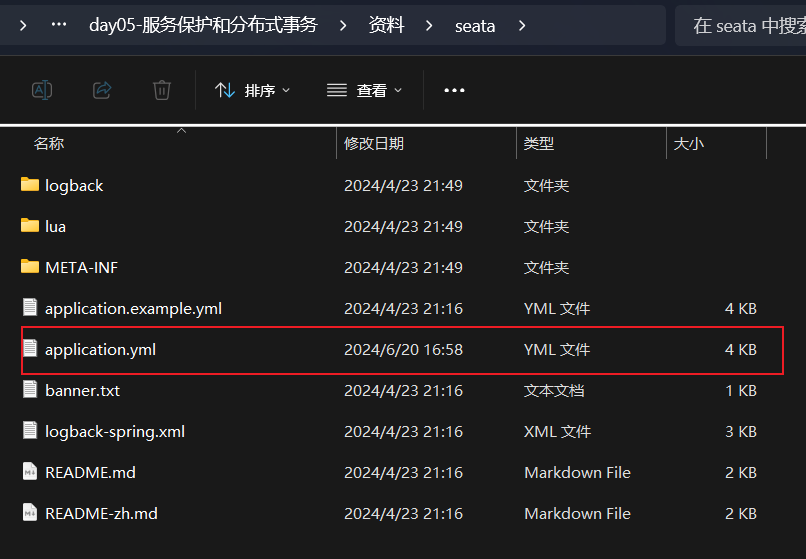 day05-服务保护和分布式事务 资料 seata 在 seata 中搜索
排序 查看
名称 修改日期 类型 大小
logback 2024/4/23 21:49 文件夹
lua 2024/4/23 21:49 文件夹
META-INF 2024/4/23 21:49 文件夹
application.example.yml 2024/4/23 21:16 YML 文件 4 KB
application.yml 2024/6/20 16:58 YML 文件 4 KB
banner.txt 2024/4/23 21:16 文本文档 1 KB
logback-spring.xml 2024/4/23 21:16 XML 文件 3 KB
README.md 2024/4/23 21:16 Markdown File 2 KB
README-zh.md 2024/4/23 21:16 Markdown File 2 KB